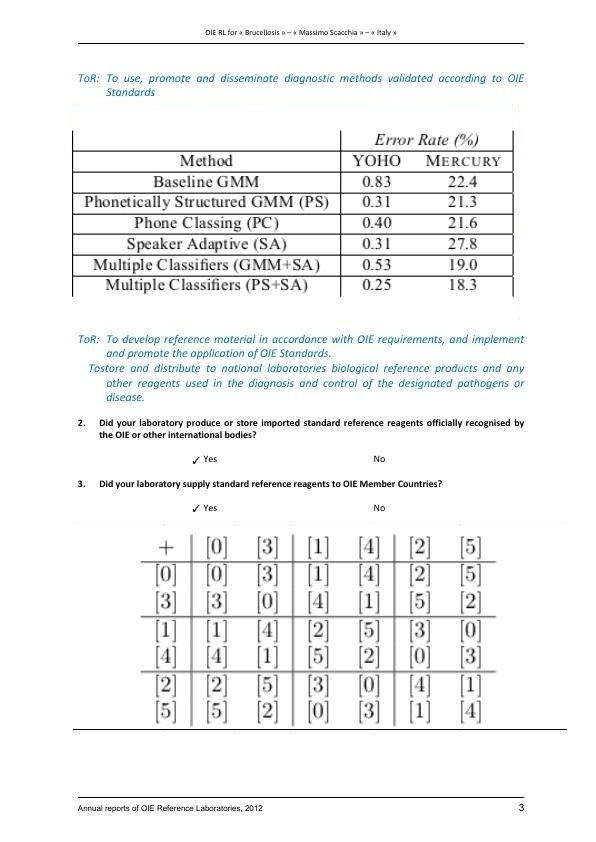 OIE RL for « Brucellosis » – « Massimo Scacchia » – « Italy »
ToR: To use, promote and disseminate diagnostic methods validated according to OIE
Standards
Error Rate (%)
Method YOHO MERCURY
Baseline GMM 0.83 22.4
Phonetically Structured GMM (PS) 0.31 21.3
Phone Classing (PC) 0.40 21.6
Speaker Adaptive (SA) 0.31 27.8
Multiple Classifiers (GMM+SA) 0.53 19.0
Multiple Classifiers (PS+SA) 0.25 18.3
ToR: To develop reference material in accordance with OIE requirements, and implement
and promote the application of OIE Standards.
Tostore and distribute to national laboratories biological reference products and any
other reagents used in the diagnosis and control of the designated pathogens or
disease.
2. Did your laboratory produce or store imported standard reference reagents officially recognised by
the OIE or other international bodies?
✓ Yes No
3. Did your laboratory supply standard reference reagents to OIE Member Countries?
✓ Yes No
+ [0] [3] [1] [4] [2] [5]
[0] [0] [3] [1] [4] [2] [5]
[3] [3] [0] [4] [1] [5] [2]
[1] [1] [4] [2] [5] [3] [0]
[4] [4] [1] [5] [2] [0] [3]
[2] [2] [5] [3] [0] [4] [1]
[5] [5] [2] [0] [3] [1] [4]
Annual reports of OIE Reference Laboratories, 2012 3